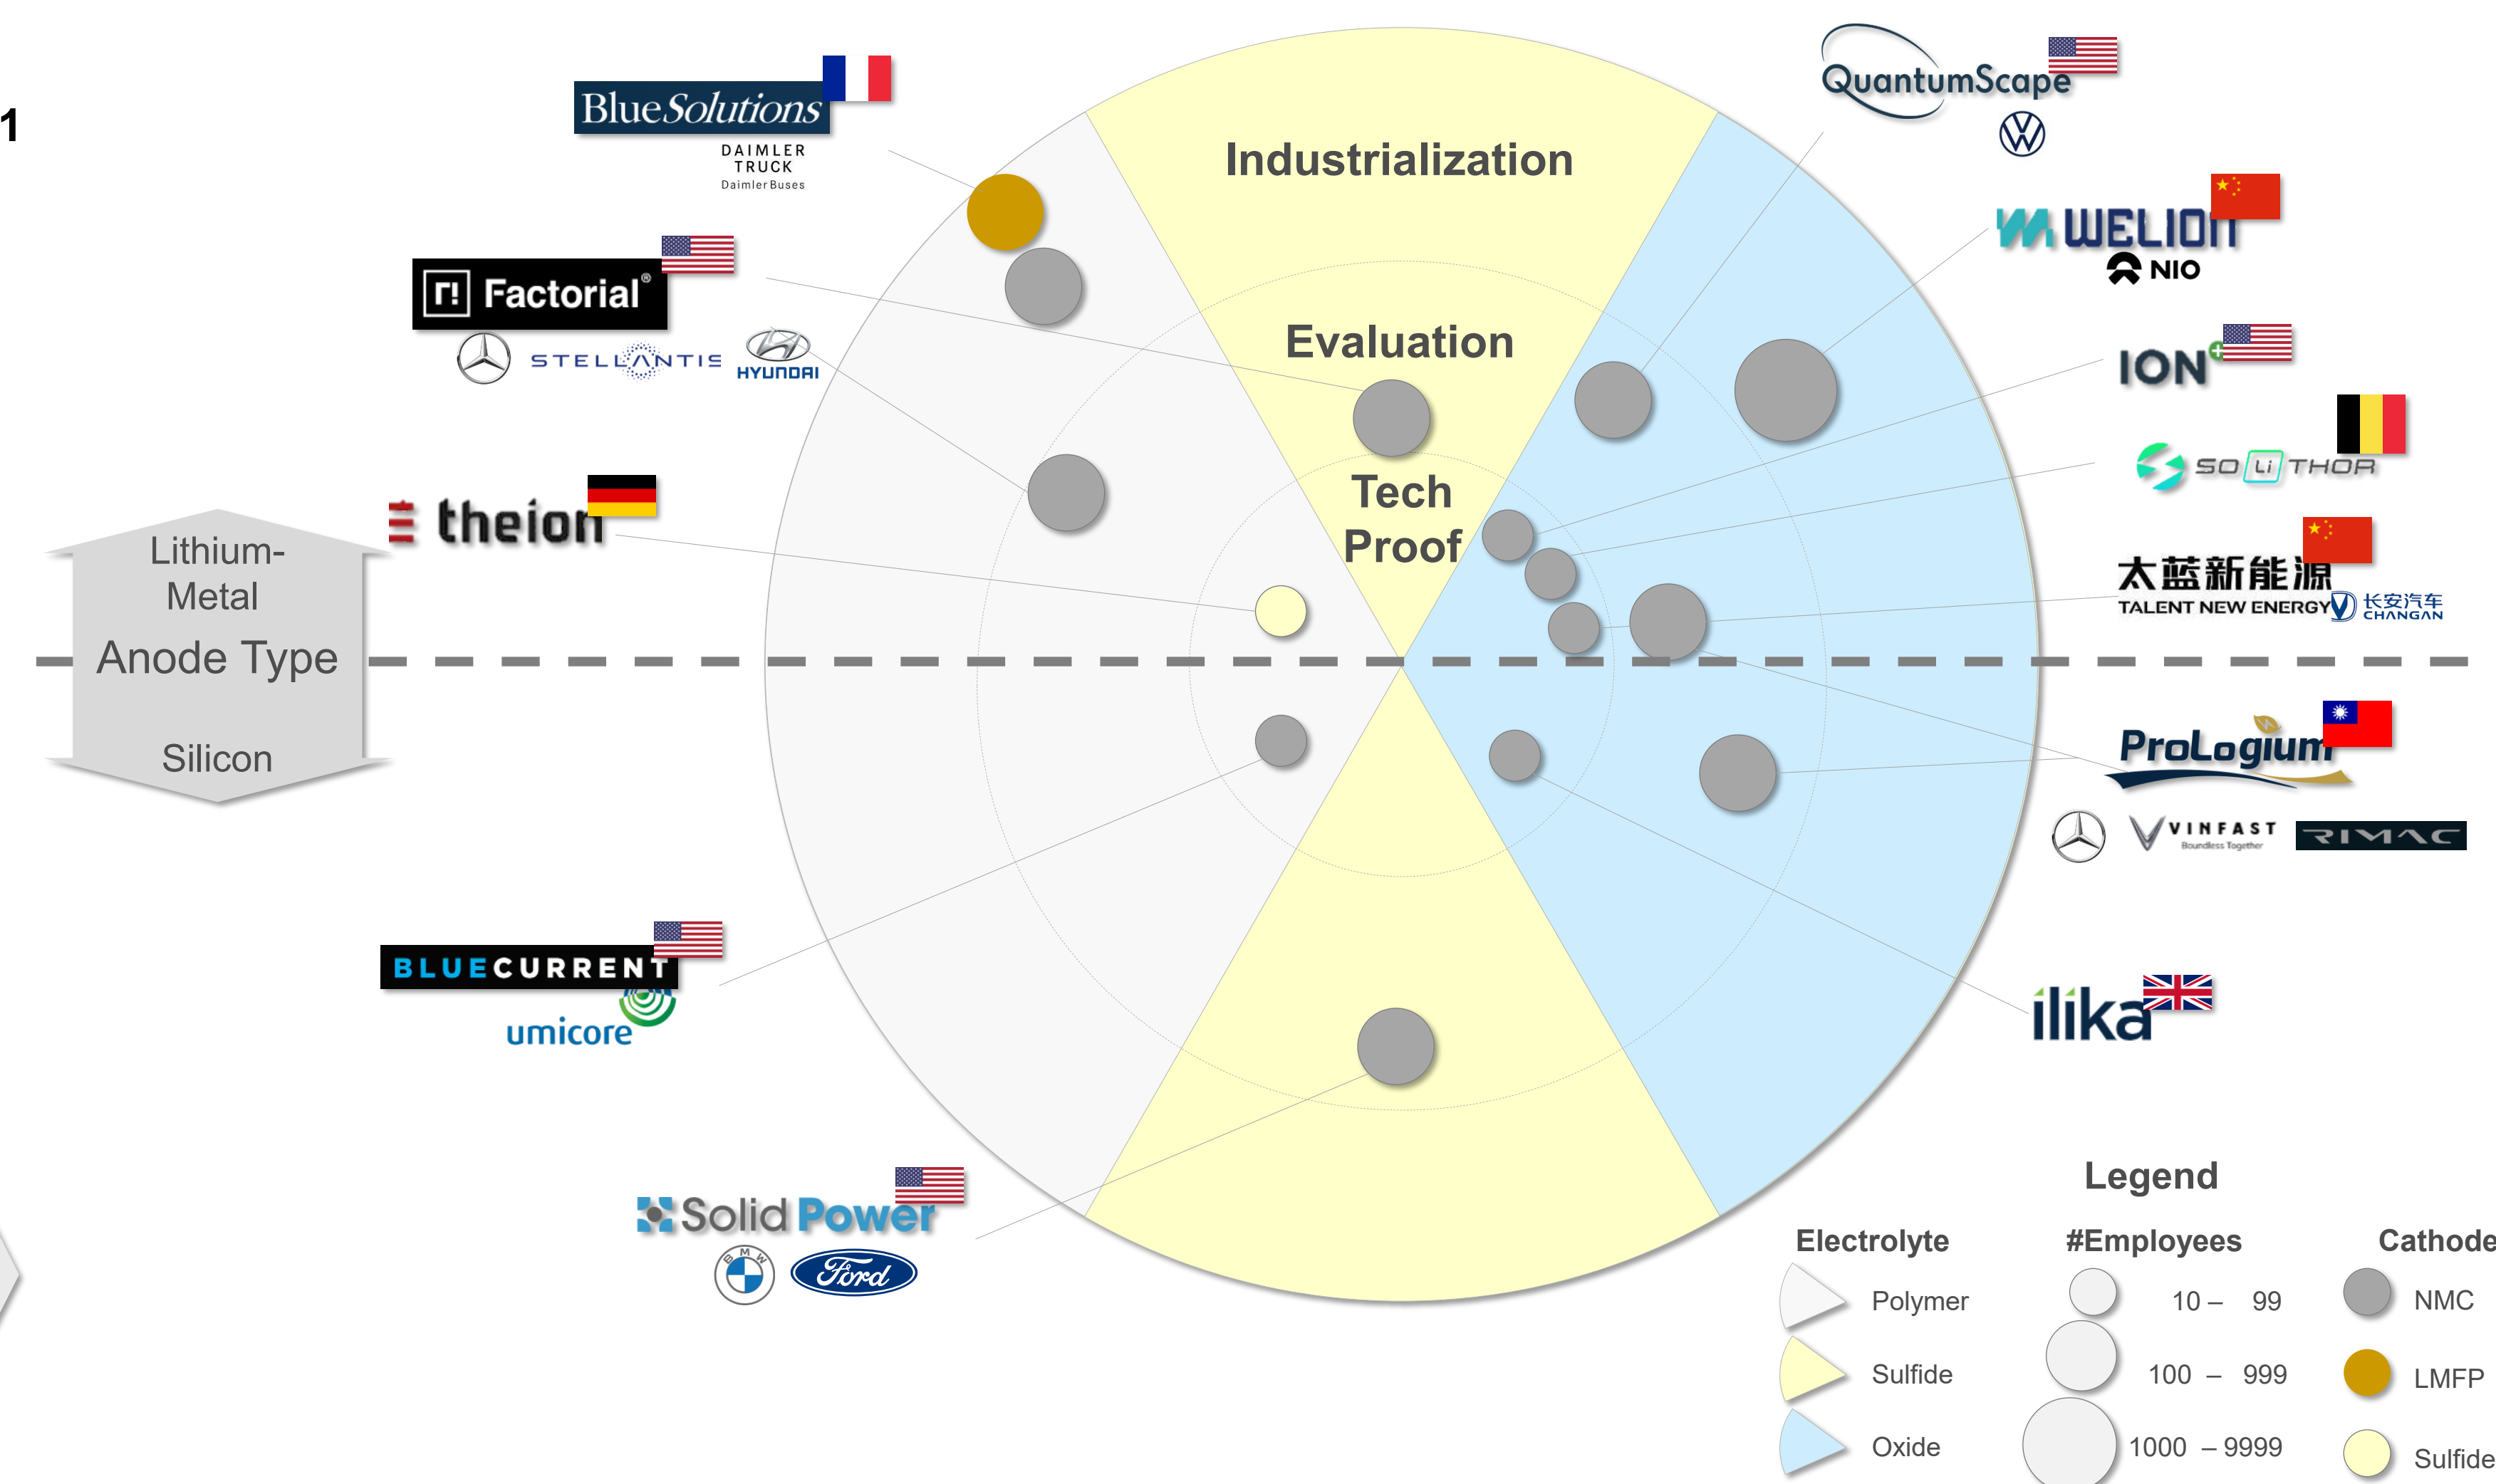 1
BlueSolutions
DAIMLER
TRUCK
DaimlerBuses
Factorial®
STELLANTIS
HYUNDAI
theion
Lithium-
Metal
Anode Type
Silicon
BLUECURRENT
umicore
Solid Power
BMW
Ford
Industrialization
Evaluation
Tech
Proof
QuantumScape
WELION
NIO
ION+
SOLiTHOR
太蓝新能源
TALENT NEW ENERGY
长安汽车
CHANGAN
ProLogium
VINFAST
Boundless Together
RIMAC
ilika
Legend
Electrolyte
Polymer
Sulfide
Oxide
#Employees
10 – 99
100 – 999
1000 – 9999
Cathode
NMC
LMFP
Sulfide